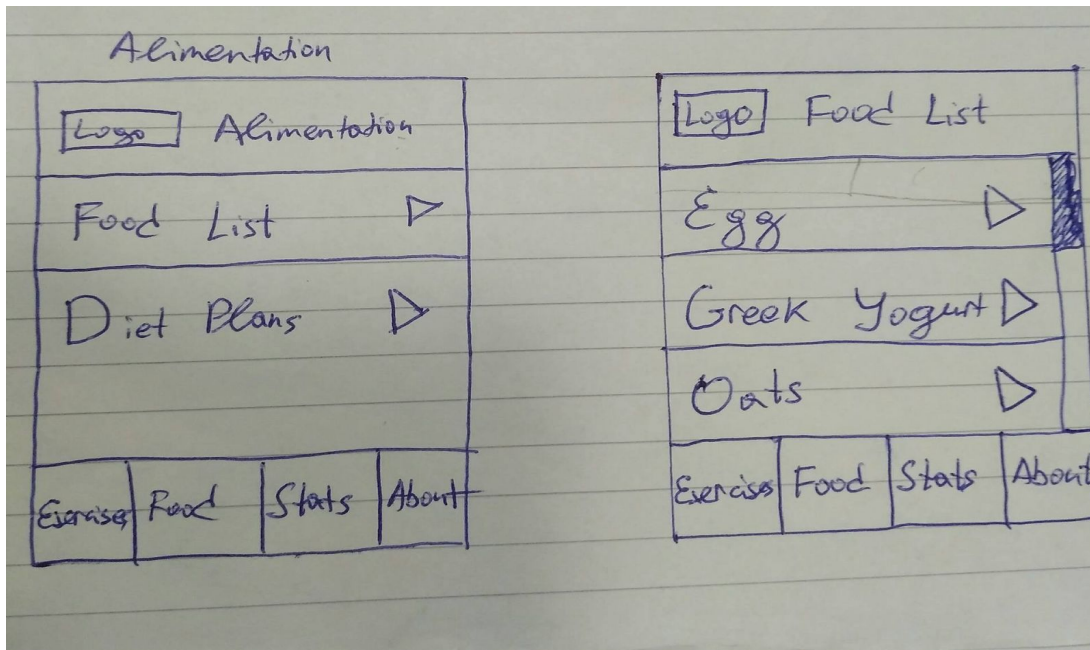 Alimentation
Logo Alimentation
Food List
Diet Plans
Exercises Food Stats About
Logo Food List
Egg
Greek Yogurt
Oats
Exercises Food Stats About